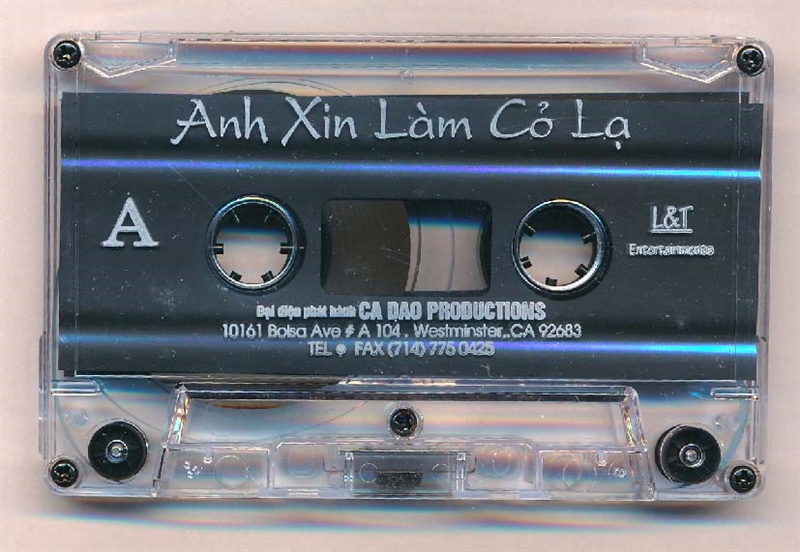 Anh Xin Làm Cỏ Lạ
A
L&T
Entertainments
Đại diện phát hành CA DAO PRODUCTIONS
10161 Bolsa Ave # A 104 , Westminster,. CA 92683
TEL • FAX (714) 775 0425